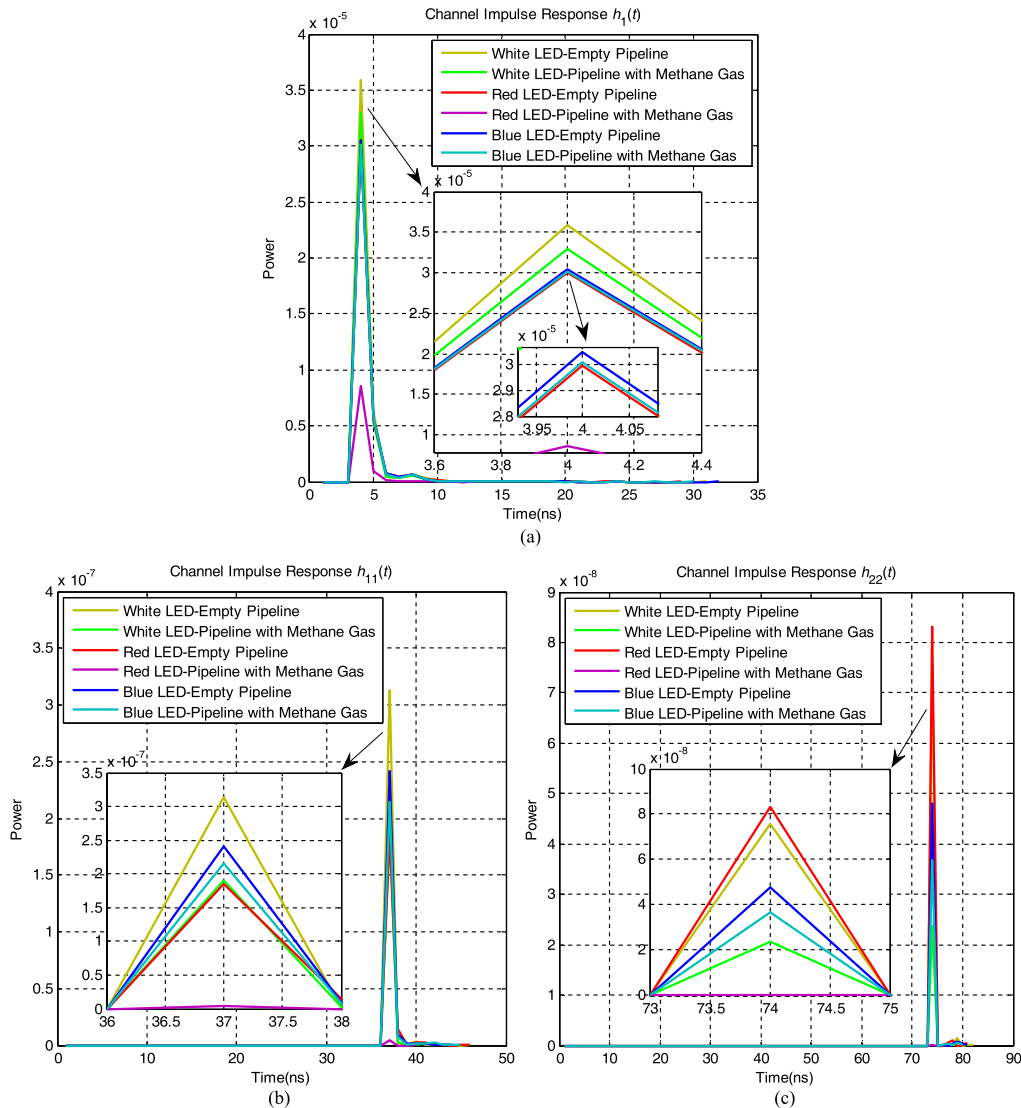 Channel Impulse Response h1(t)
x 10-5
4
3.5
3
2.5
2
1.5
1
0.5
0
Power
White LED-Empty Pipeline
White LED-Pipeline with Methane Gas
Red LED-Empty Pipeline
Red LED-Pipeline with Methane Gas
Blue LED-Empty Pipeline
Blue LED-Pipeline with Methane Gas
x 10-5
4
3.5
3
2.5
2
1.5
1
3.6 3.8 4 4.2 4.4
x 10-5
3
2.9
2.8
3.95 4 4.05
0 5 10 15 20 25 30 35
Time(ns)
(a)
Channel Impulse Response h11(t)
x 10-7
4
3.5
3
2.5
2
1.5
1
0.5
0
Power
White LED-Empty Pipeline
White LED-Pipeline with Methane Gas
Red LED-Empty Pipeline
Red LED-Pipeline with Methane Gas
Blue LED-Empty Pipeline
Blue LED-Pipeline with Methane Gas
x 10-7
3.5
3
2.5
2
1.5
1
0.5
0
36 36.5 37 37.5 38
0 10 20 30 40 50
Time(ns)
(b)
Channel Impulse Response h22(t)
x 10-8
9
8
7
6
5
4
3
2
1
0
Power
White LED-Empty Pipeline
White LED-Pipeline with Methane Gas
Red LED-Empty Pipeline
Red LED-Pipeline with Methane Gas
Blue LED-Empty Pipeline
Blue LED-Pipeline with Methane Gas
x 10-8
10
8
6
4
2
0
73 73.5 74 74.5 75
0 10 20 30 40 50 60 70 80 90
Time(ns)
(c)